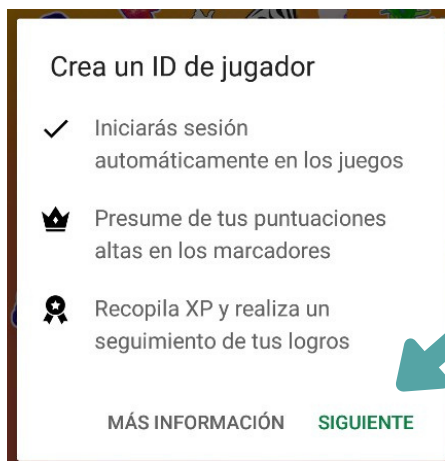 Crea un ID de jugador
Iniciarás sesión
automáticamente en los juegos
Presume de tus puntuaciones
altas en los marcadores
Recopila XP y realiza un
seguimiento de tus logros
MÁS INFORMACIÓN SIGUIENTE